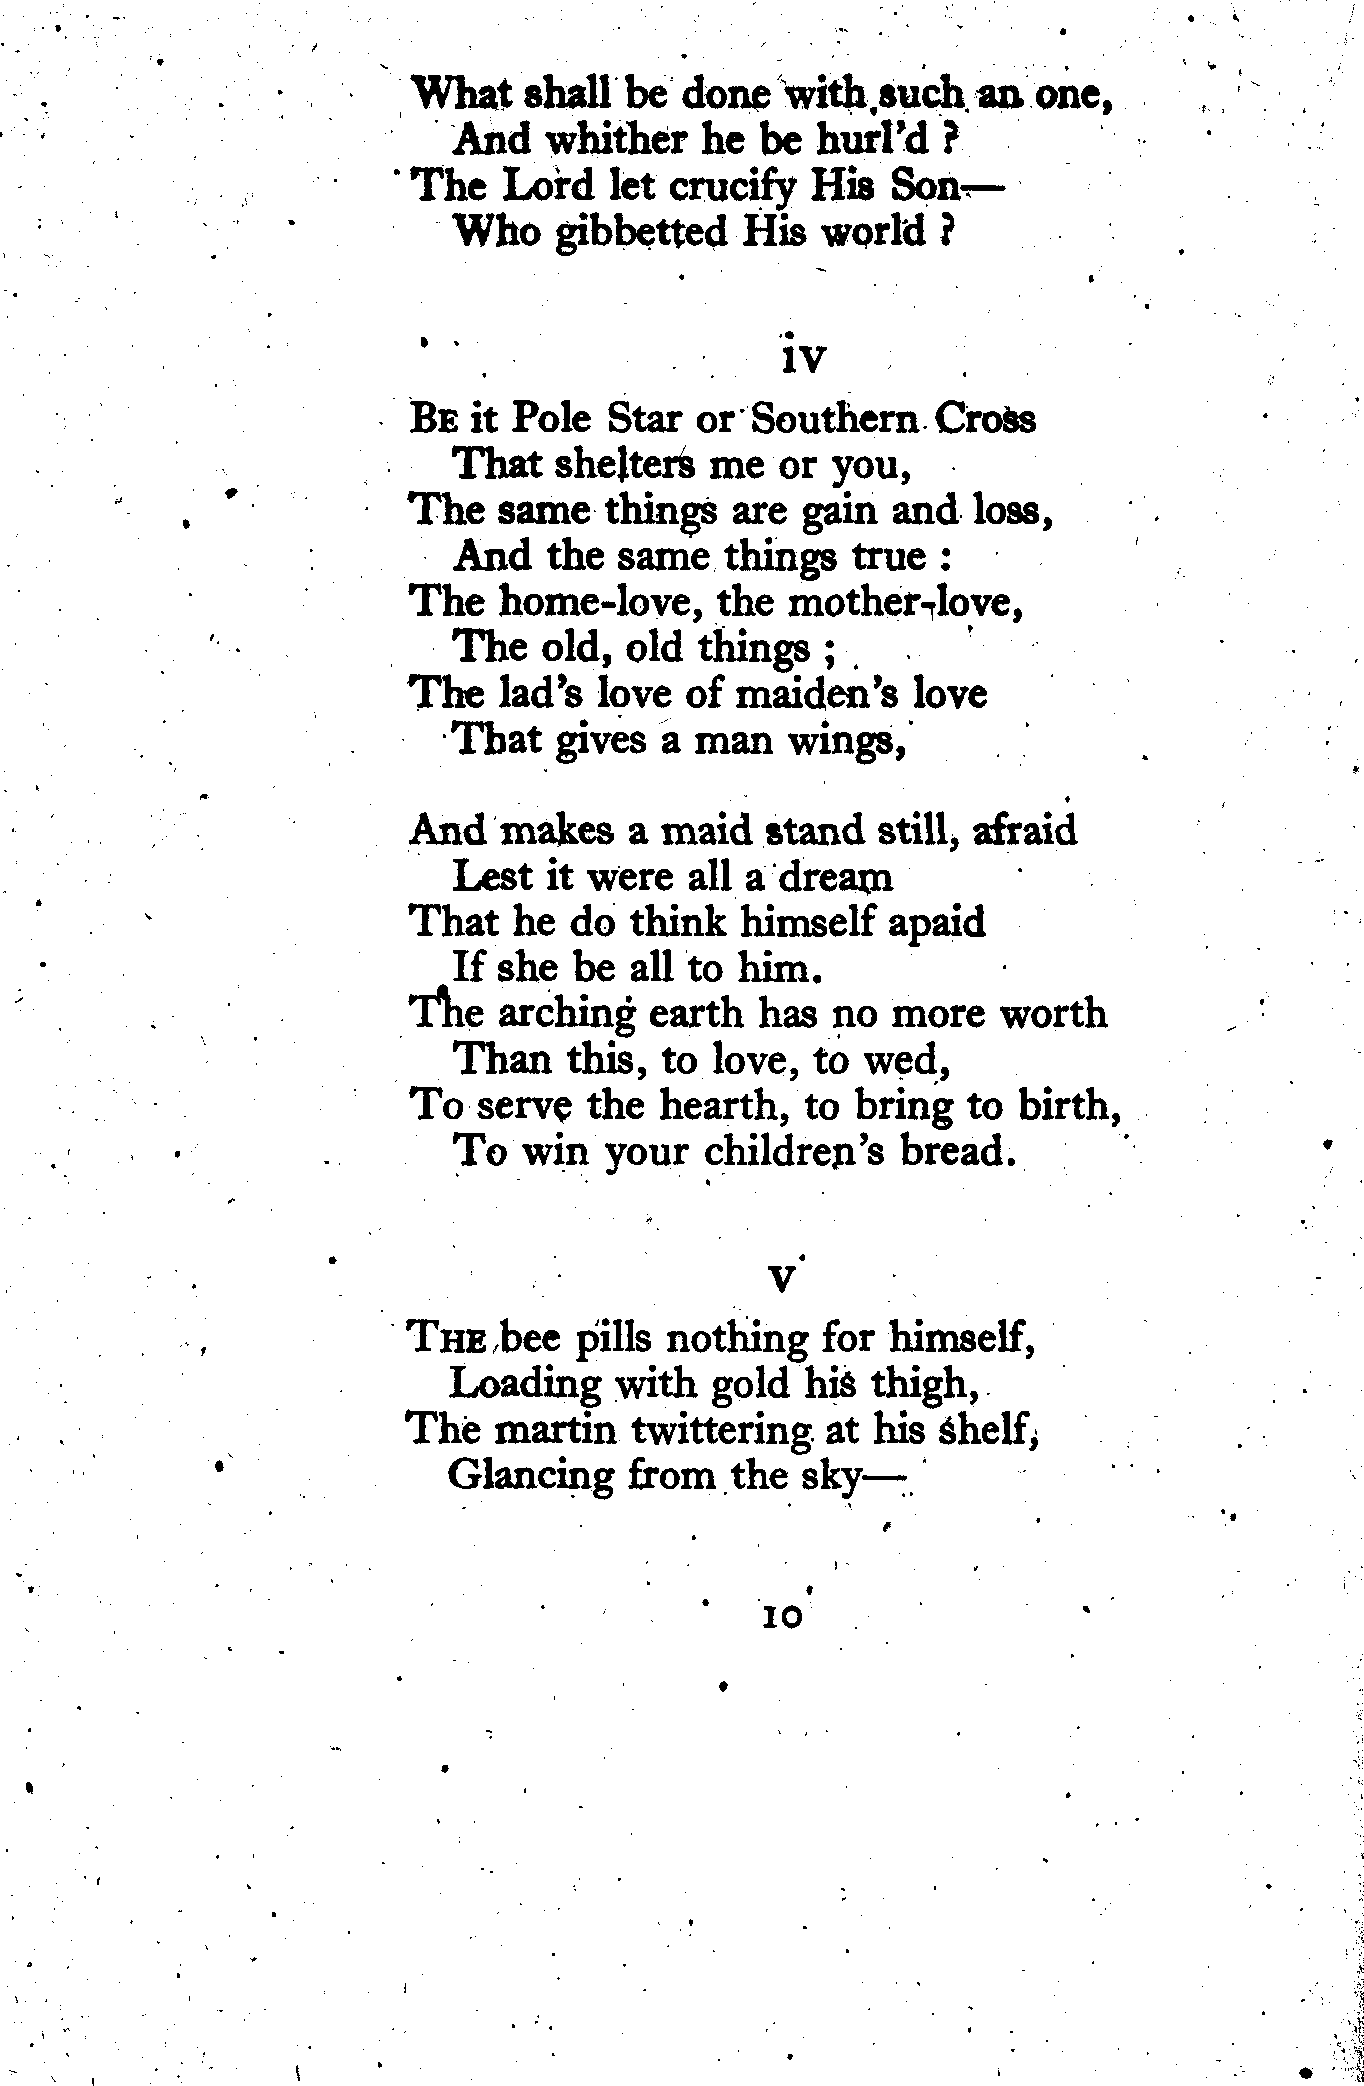 What shall be done with such an one,
And whither he be hurl'd ?
The Lord let crucify His Son—
Who gibbetted His world ?
iv
BE it Pole Star or Southern Cross
That shelters me or you,
The same things are gain and loss,
And the same things true :
The home-love, the mother-love,
The old, old things ;
The lad's love of maiden's love
That gives a man wings,
And makes a maid stand still, afraid
Lest it were all a dream
That he do think himself apaid
If she be all to him.
The arching earth has no more worth
Than this, to love, to wed,
To serve the hearth, to bring to birth,
To win your children's bread.
v
THE bee pills nothing for himself,
Loading with gold his thigh,
The martin twittering at his shelf,
Glancing from the sky—
10